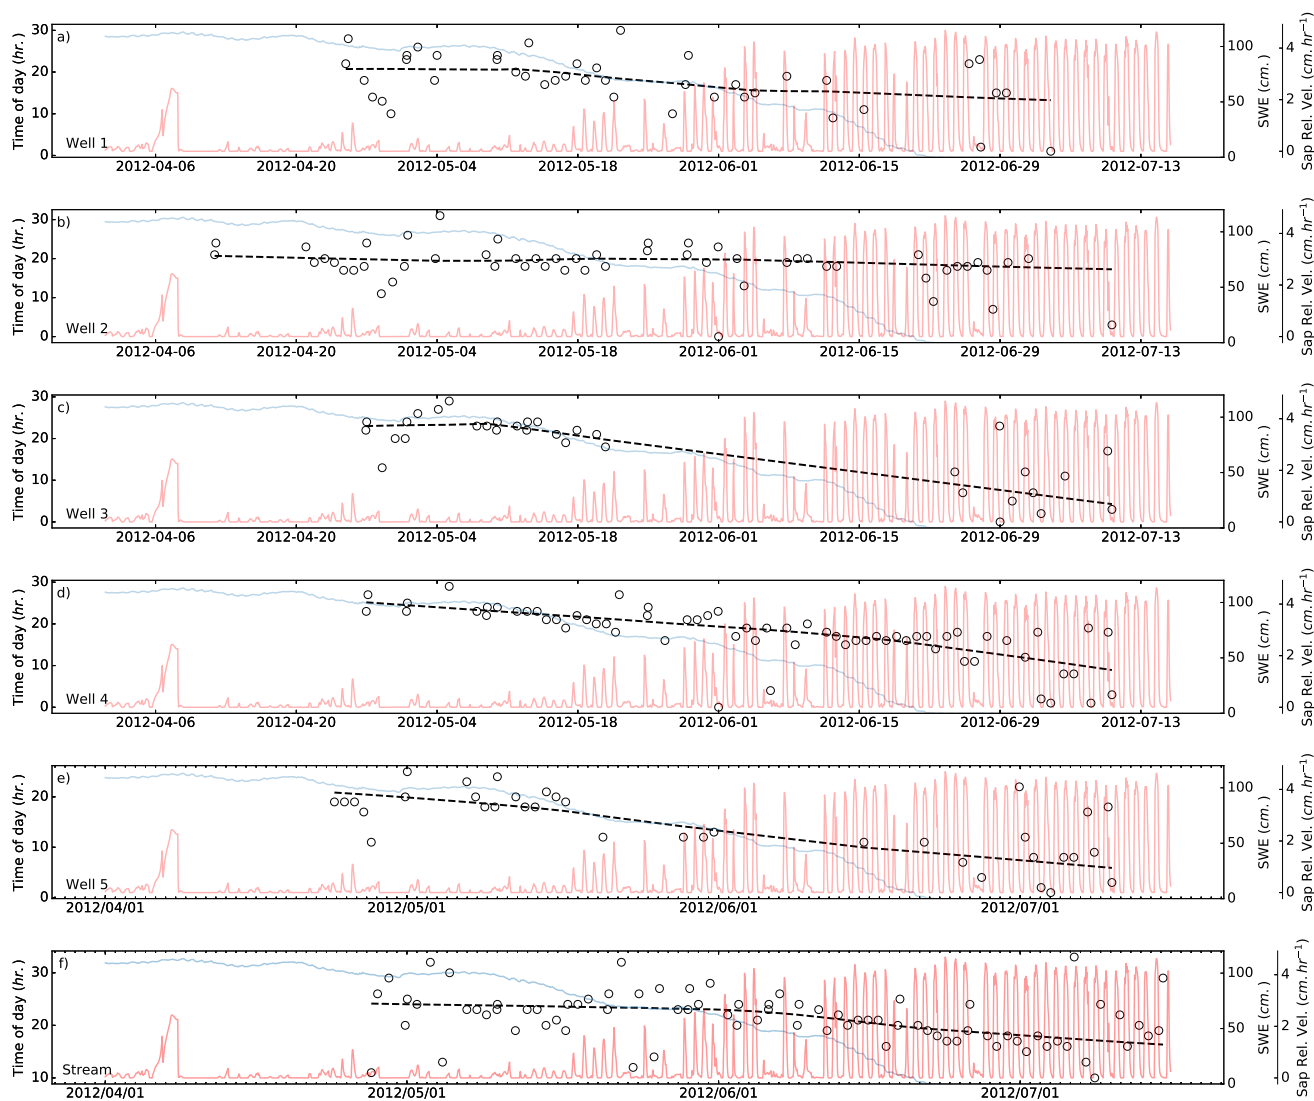 a)
Well 1
Time of day (hr.)
0
10
20
30
2012-04-06 2012-04-20 2012-05-04 2012-05-18 2012-06-01 2012-06-15 2012-06-29 2012-07-13
0
50
100
SWE (cm.)
0
2
4
Sap Rel. Vel. (cm. hr⁻¹)
b)
Well 2
Time of day (hr.)
0
10
20
30
2012-04-06 2012-04-20 2012-05-04 2012-05-18 2012-06-01 2012-06-15 2012-06-29 2012-07-13
0
50
100
SWE (cm.)
0
2
4
Sap Rel. Vel. (cm. hr⁻¹)
c)
Well 3
Time of day (hr.)
0
10
20
30
2012-04-06 2012-04-20 2012-05-04 2012-05-18 2012-06-01 2012-06-15 2012-06-29 2012-07-13
0
50
100
SWE (cm.)
0
2
4
Sap Rel. Vel. (cm. hr⁻¹)
d)
Well 4
Time of day (hr.)
0
10
20
30
2012-04-06 2012-04-20 2012-05-04 2012-05-18 2012-06-01 2012-06-15 2012-06-29 2012-07-13
0
50
100
SWE (cm.)
0
2
4
Sap Rel. Vel. (cm. hr⁻¹)
e)
Well 5
Time of day (hr.)
0
10
20
2012/04/01 2012/05/01 2012/06/01 2012/07/01
0
50
100
SWE (cm.)
0
2
4
Sap Rel. Vel. (cm. hr⁻¹)
f)
Stream
Time of day (hr.)
10
20
30
2012/04/01 2012/05/01 2012/06/01 2012/07/01
0
50
100
SWE (cm.)
0
2
4
Sap Rel. Vel. (cm. hr⁻¹)